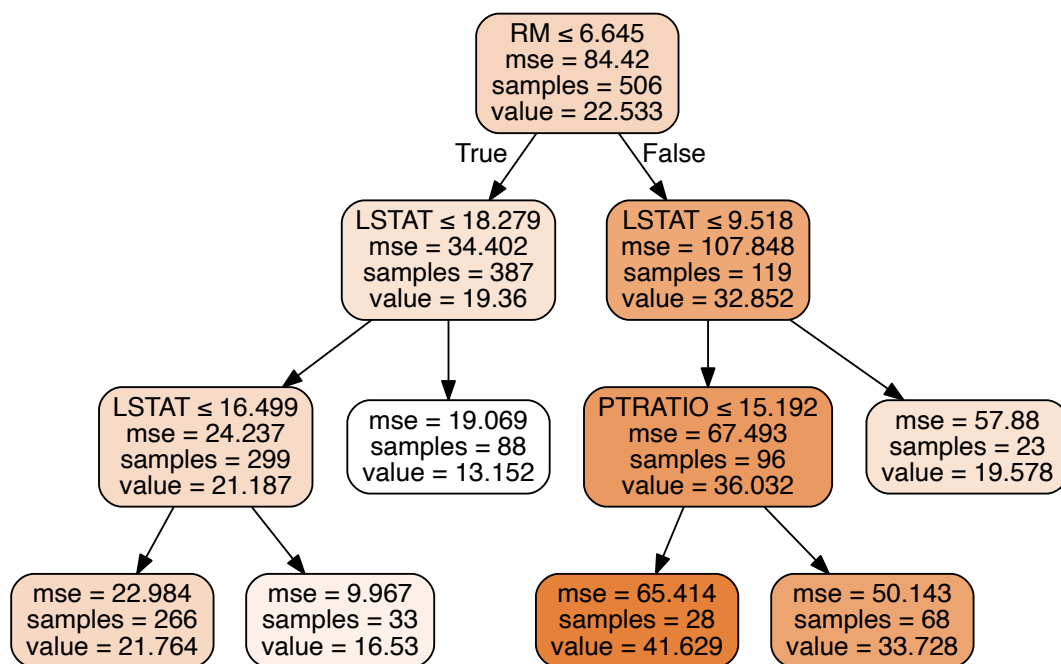 RM ≤ 6.645
mse = 84.42
samples = 506
value = 22.533
True
False
LSTAT ≤ 18.279
mse = 34.402
samples = 387
value = 19.36
LSTAT ≤ 9.518
mse = 107.848
samples = 119
value = 32.852
LSTAT ≤ 16.499
mse = 24.237
samples = 299
value = 21.187
mse = 19.069
samples = 88
value = 13.152
PTRATIO ≤ 15.192
mse = 67.493
samples = 96
value = 36.032
mse = 57.88
samples = 23
value = 19.578
mse = 22.984
samples = 266
value = 21.764
mse = 9.967
samples = 33
value = 16.53
mse = 65.414
samples = 28
value = 41.629
mse = 50.143
samples = 68
value = 33.728